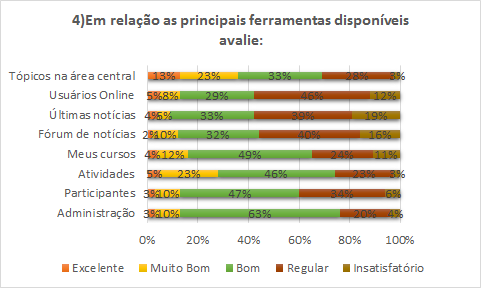 4)Em relação as principais ferramentas disponíveis
avalie:
Tópicos na área central 13% 23% 33% 28% 3%
Usuários Online 5% 8% 29% 46% 12%
Últimas notícias 4% 5% 33% 39% 19%
Fórum de notícias 2% 10% 32% 40% 16%
Meus cursos 4% 12% 49% 24% 11%
Atividades 5% 23% 46% 23% 3%
Participantes 3% 10% 47% 34% 6%
Administração 3% 10% 63% 20% 4%
0% 20% 40% 60% 80% 100%
Excelente Muito Bom Bom Regular Insatisfatório